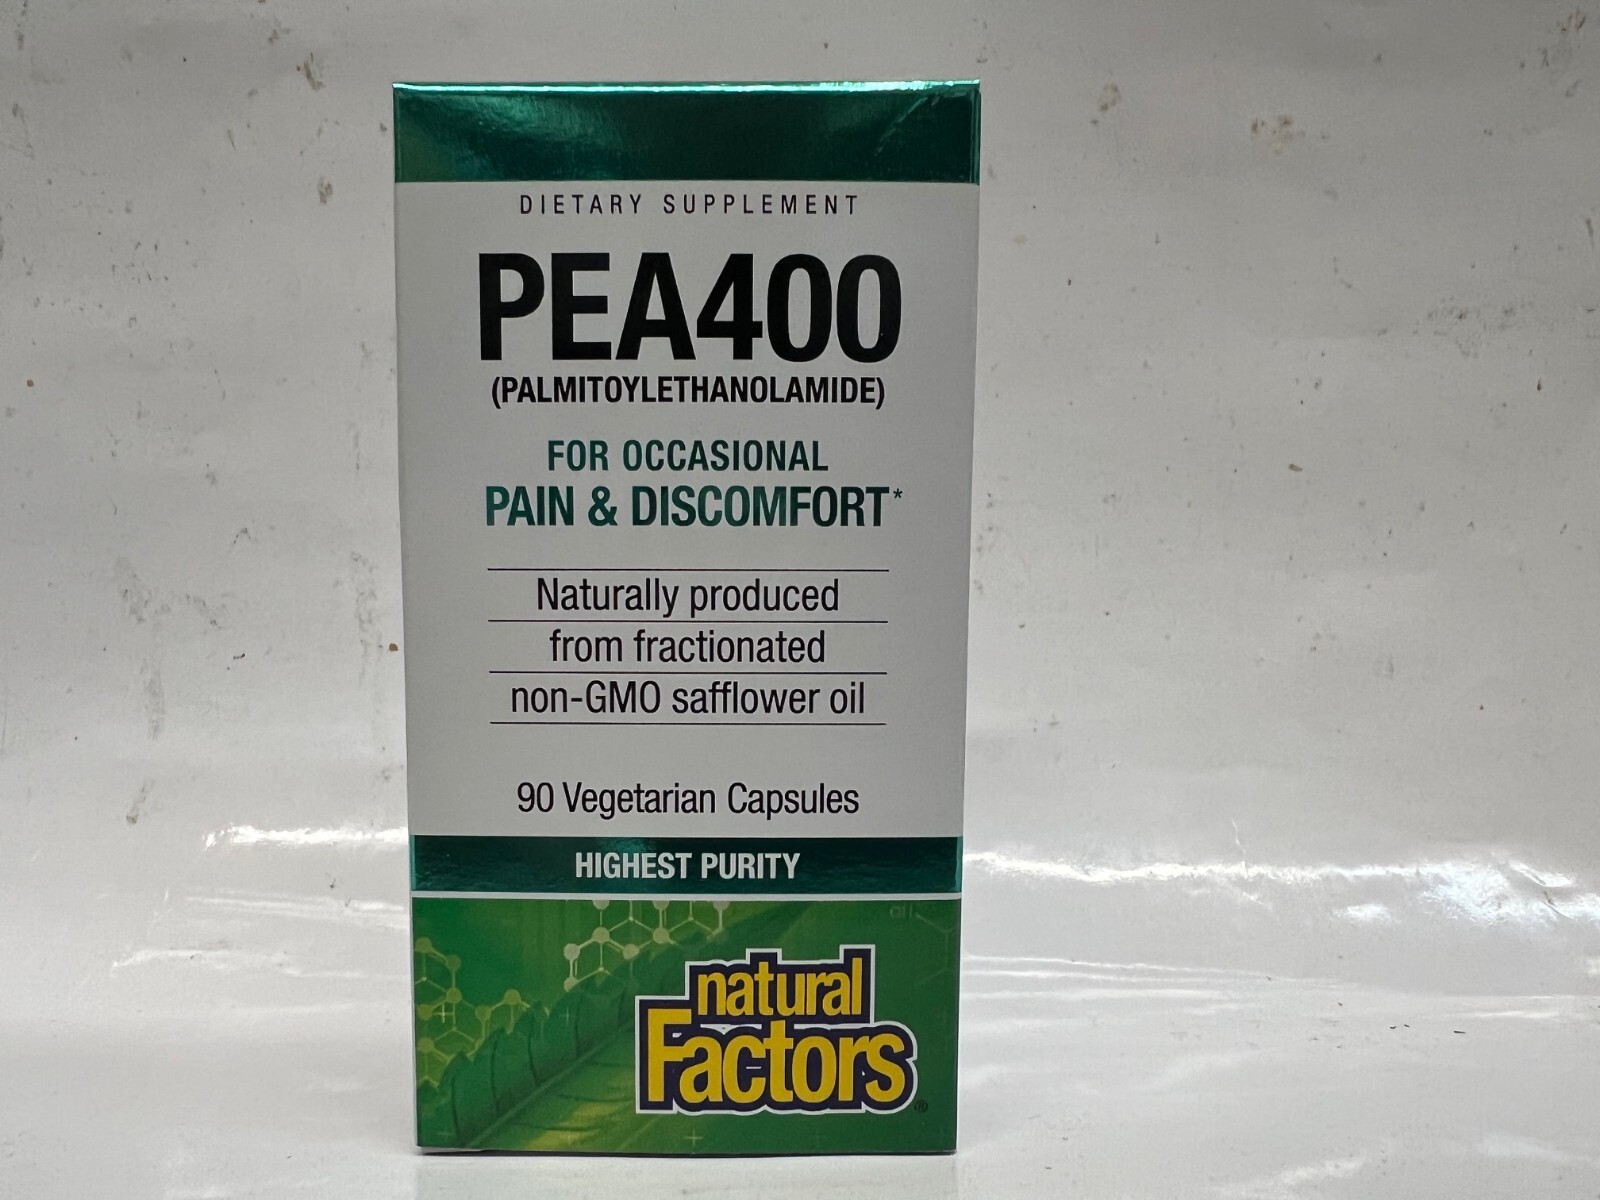 DIETARY SUPPLEMENT
PEA400
(PALMITOYLETHANOLAMIDE)
FOR OCCASIONAL
PAIN & DISCOMFORT*
Naturally produced
from fractionated
non-GMO safflower oil
90 Vegetarian Capsules
HIGHEST PURITY
natural
Factors®